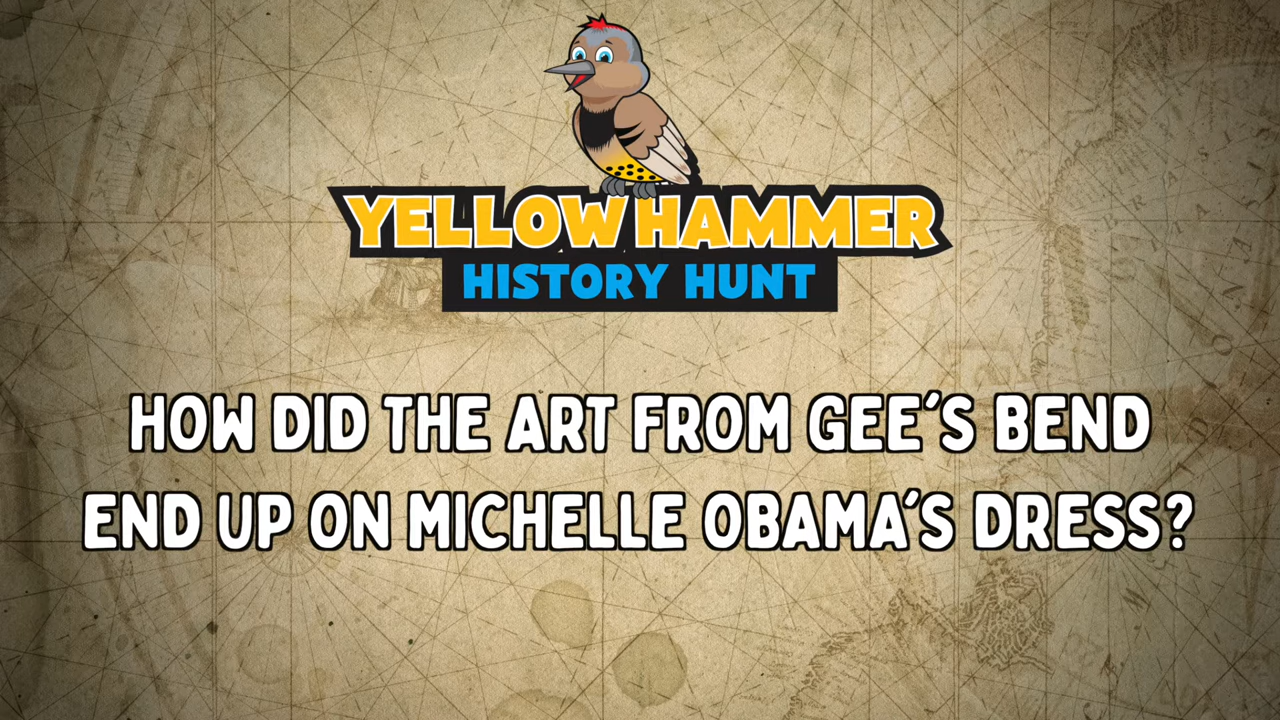 YELLOWHAMMER
HISTORY HUNT
HOW DID THE ART FROM GEE'S BEND
END UP ON MICHELLE OBAMA'S DRESS?